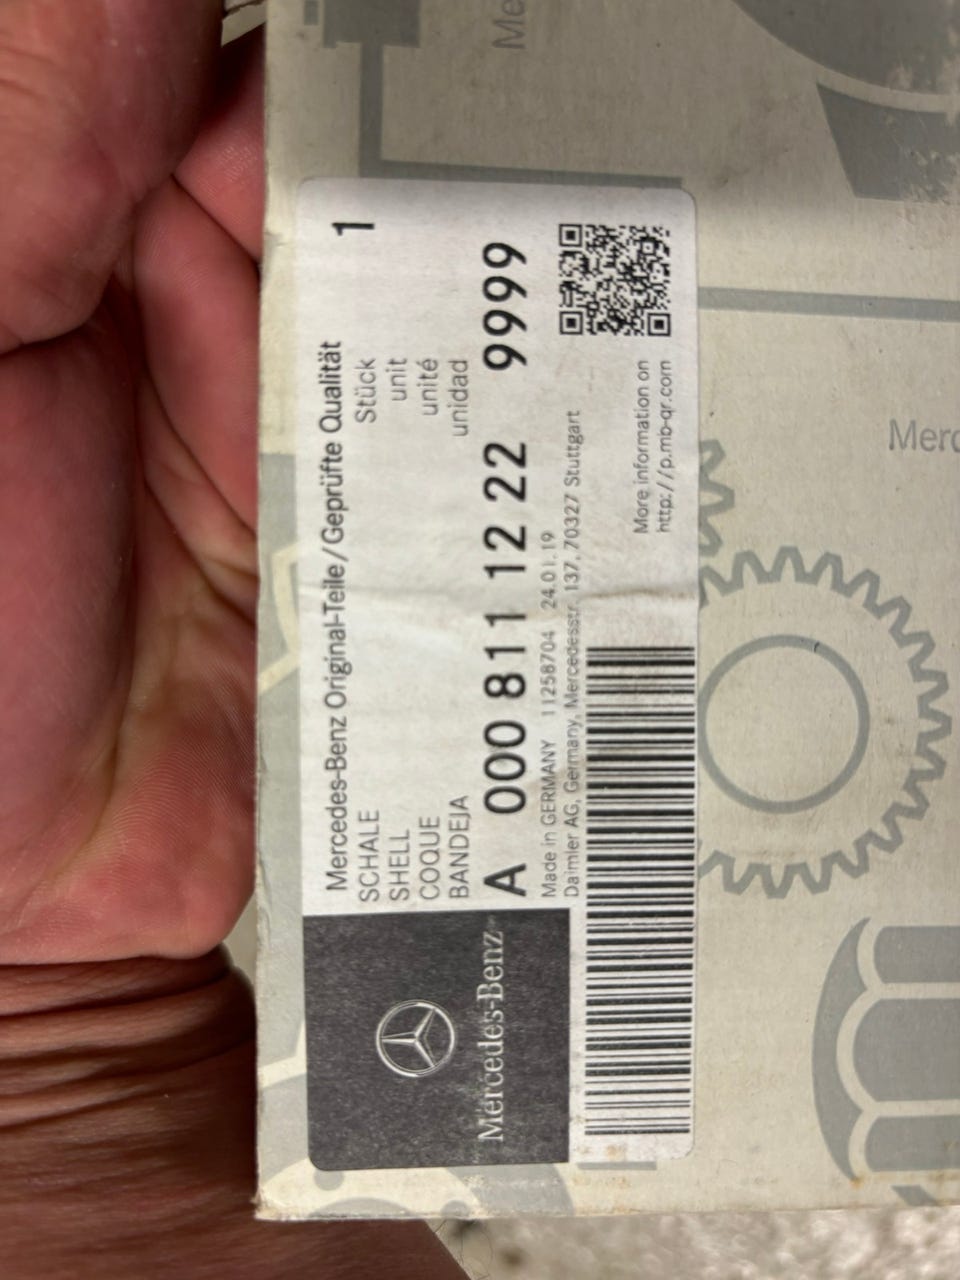 Mercedes-Benz Original-Teile/Geprüfte Qualität
SCHALE Stück 1
SHELL unit
COQUE unité
BANDEJA unidad
A 000 811 12 22 9999
Made in GERMANY 11258704 24.01.19
Daimler AG, Germany, Mercedesstr. 137, 70327 Stuttgart
More information on
http://p.mb-qr.com
Mercedes-Benz
Me
Merc